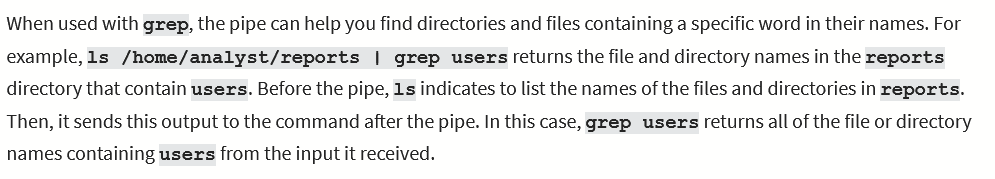 When used with grep, the pipe can help you find directories and files containing a specific word in their names. For
example, ls /home/analyst/reports | grep users returns the file and directory names in the reports
directory that contain users. Before the pipe, ls indicates to list the names of the files and directories in reports.
Then, it sends this output to the command after the pipe. In this case, grep users returns all of the file or directory
names containing users from the input it received.